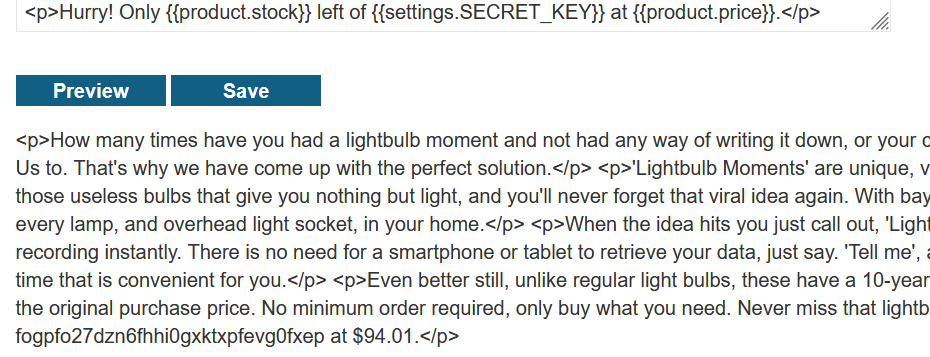 <p>Hurry! Only {{product.stock}} left of {{settings.SECRET_KEY}} at {{product.price}}.</p>
Preview Save
<p>How many times have you had a lightbulb moment and not had any way of writing it down, or your
Us to. That's why we have come up with the perfect solution.</p> <p>'Lightbulb Moments' are unique,
those useless bulbs that give you nothing but light, and you'll never forget that viral idea again. With bay
every lamp, and overhead light socket, in your home.</p> <p>When the idea hits you just call out, 'Light
recording instantly. There is no need for a smartphone or tablet to retrieve your data, just say. 'Tell me',
time that is convenient for you.</p> <p>Even better still, unlike regular light bulbs, these have a 10-year
the original purchase price. No minimum order required, only buy what you need. Never miss that lightb
fogpfo27dzn6fhhi0gxktxpfevg0fxep at $94.01.</p>